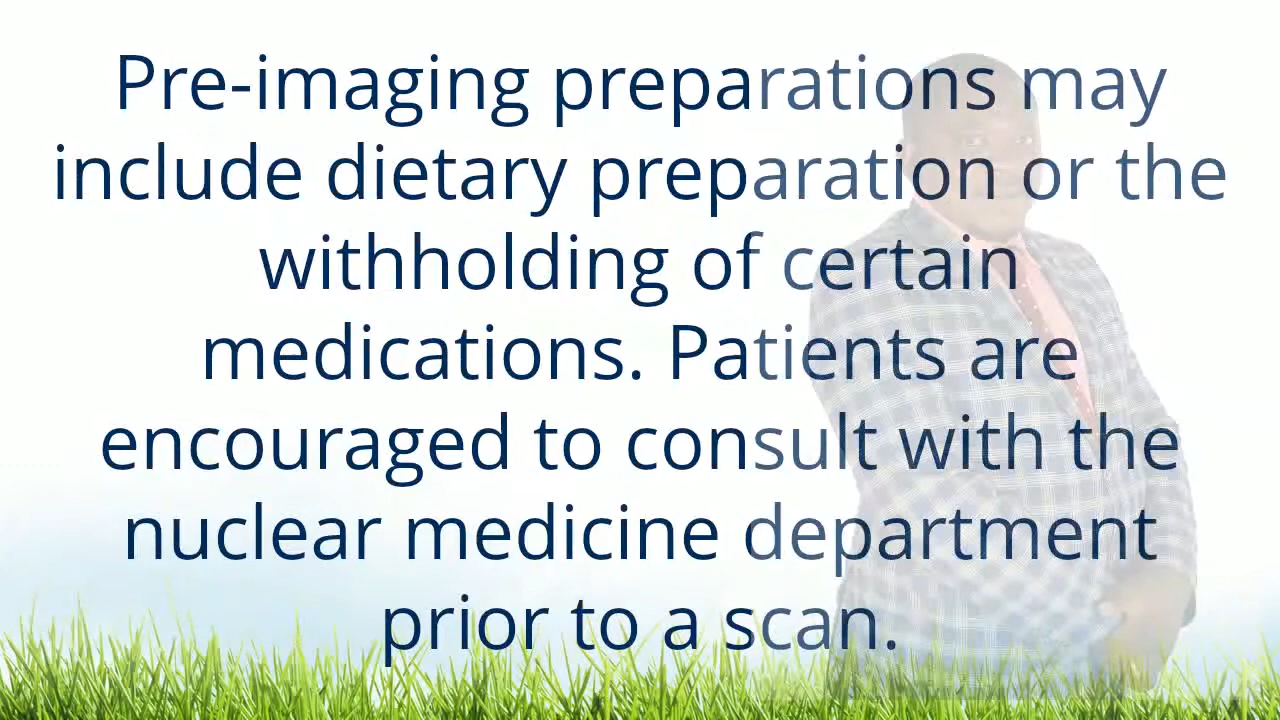 Pre-imaging preparations may
include dietary preparation or the
withholding of certain
medications. Patients are
encouraged to consult with the
nuclear medicine department
prior to a scan.